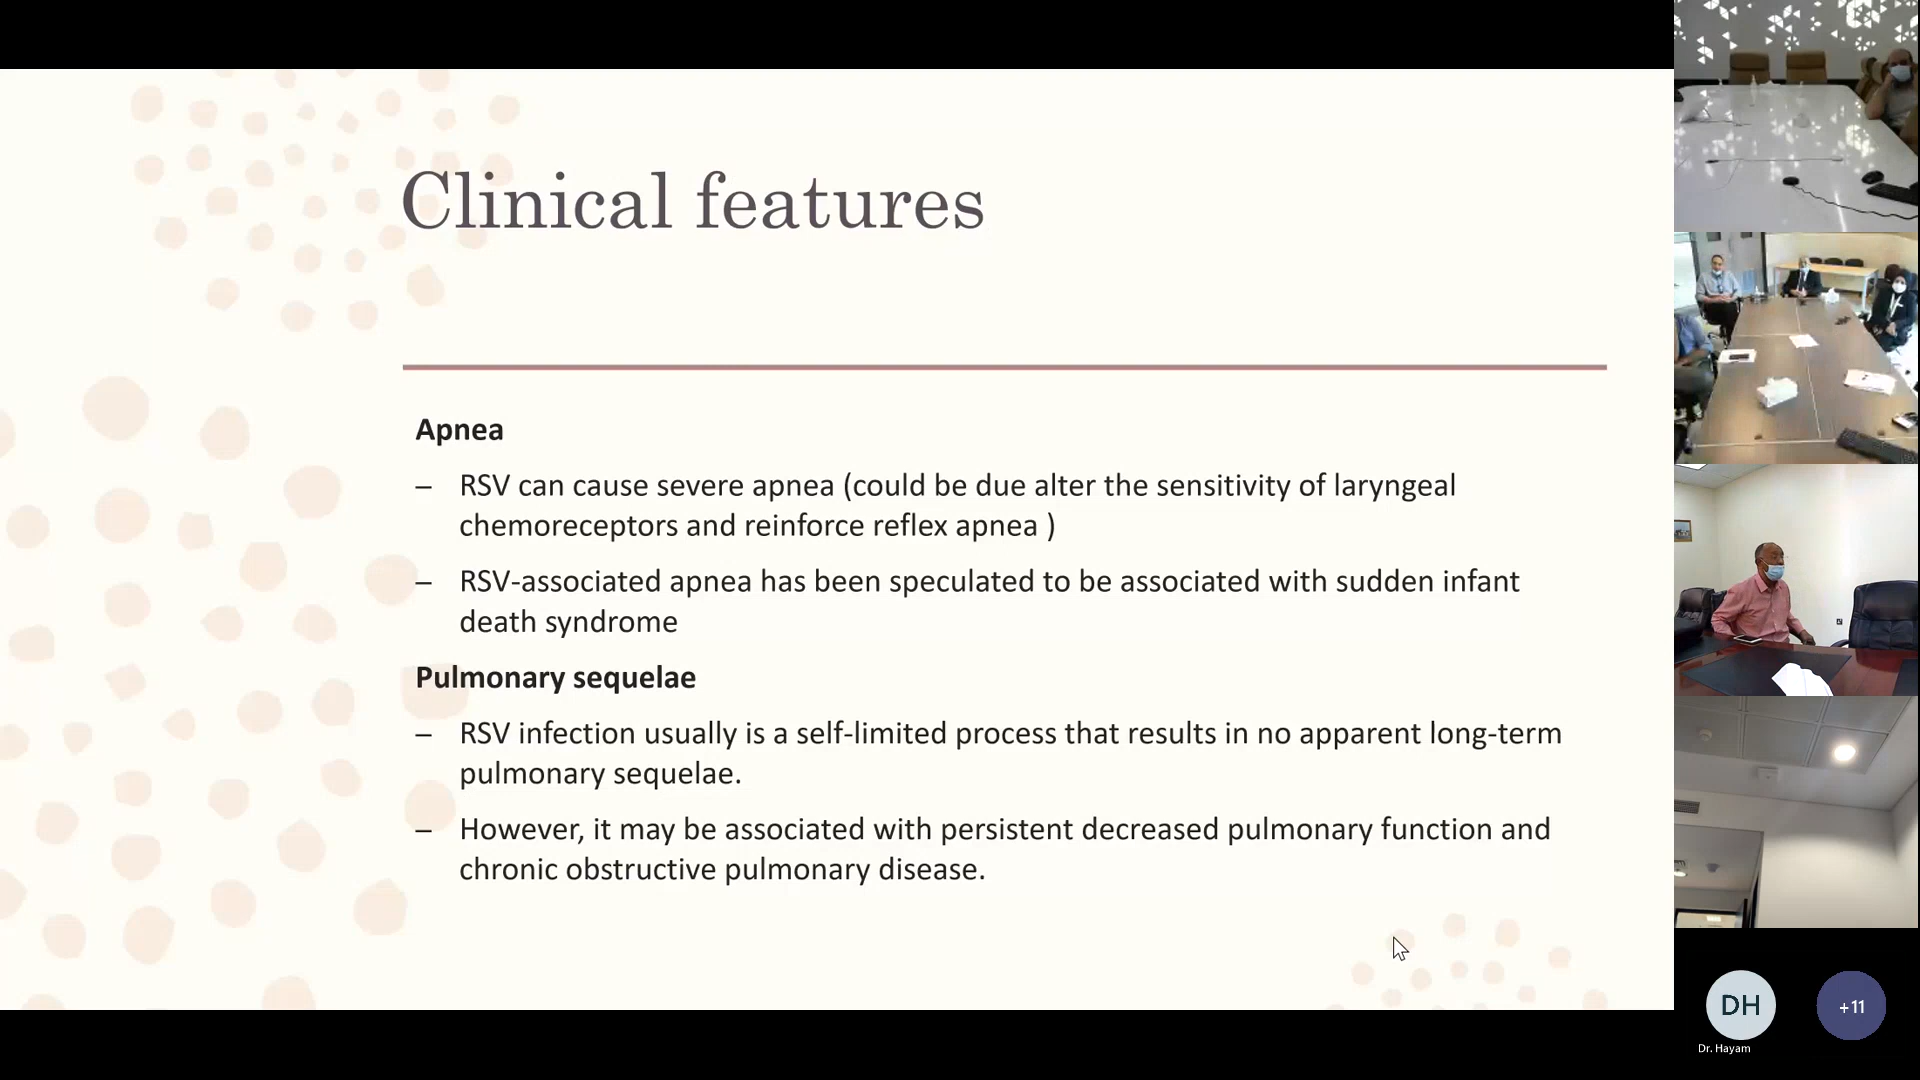 Clinical features
Apnea
– RSV can cause severe apnea (could be due alter the sensitivity of laryngeal
chemoreceptors and reinforce reflex apnea )
– RSV-associated apnea has been speculated to be associated with sudden infant
death syndrome
Pulmonary sequelae
– RSV infection usually is a self-limited process that results in no apparent long-term
pulmonary sequelae.
– However, it may be associated with persistent decreased pulmonary function and
chronic obstructive pulmonary disease.
DH
+11
Dr. Hayam